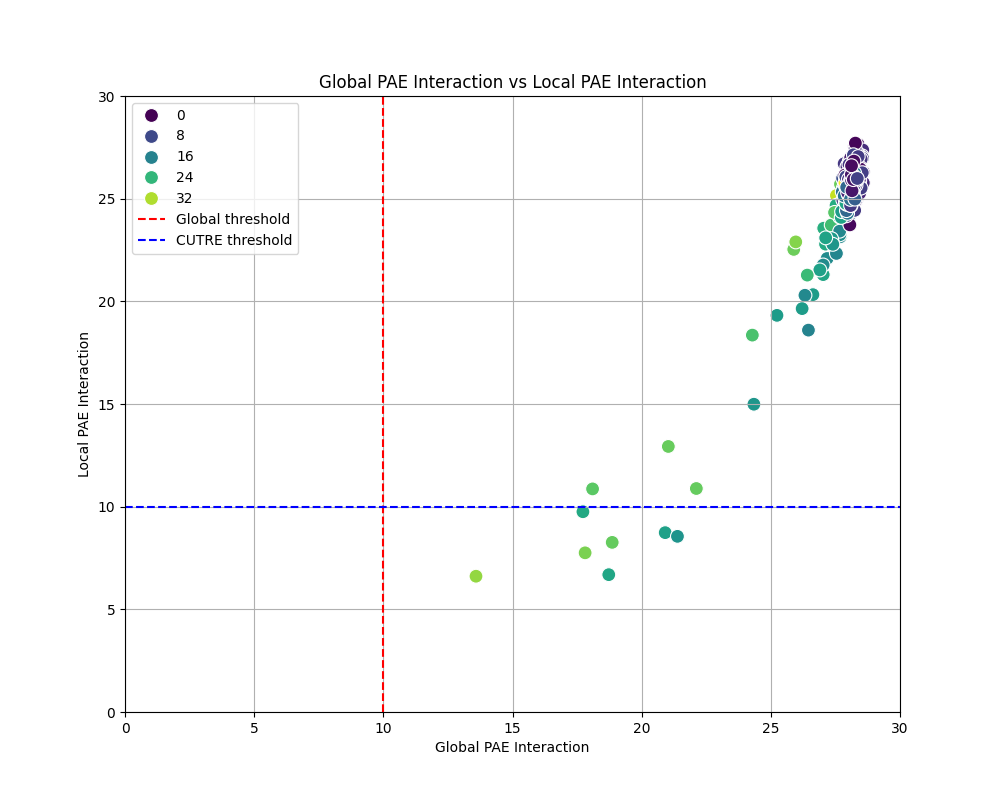 Global PAE Interaction vs Local PAE Interaction
30
25
20
15
10
5
0
Local PAE Interaction
0
8
16
24
32
Global threshold
CUTRE threshold
0 5 10 15 20 25 30
Global PAE Interaction